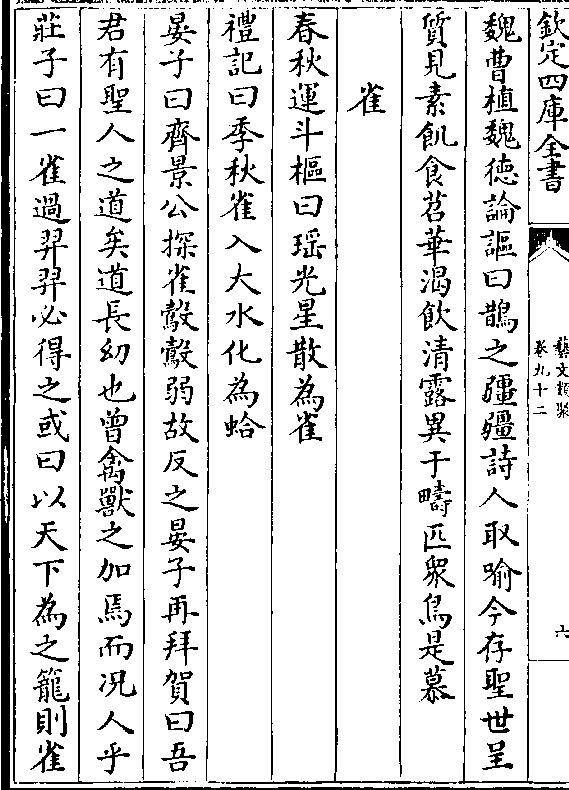 欽定四庫全書
藝文類聚
卷九十二
六
魏曹植魏徳論謳曰鵲之彊彊詩人取喻今存聖世呈
質見素飢食苕華渴飲清露異于疇匹衆鳥是慕
雀
春秋運斗樞曰瑶光星散為雀
禮記曰季秋雀入大水化為蛤
晏子曰齊景公探雀鷇鷇弱故反之晏子再拜賀曰吾
君有聖人之道矣道長幼也曾禽獸之加焉而况人乎
莊子曰一雀過羿羿必得之或曰以天下為之籠則雀